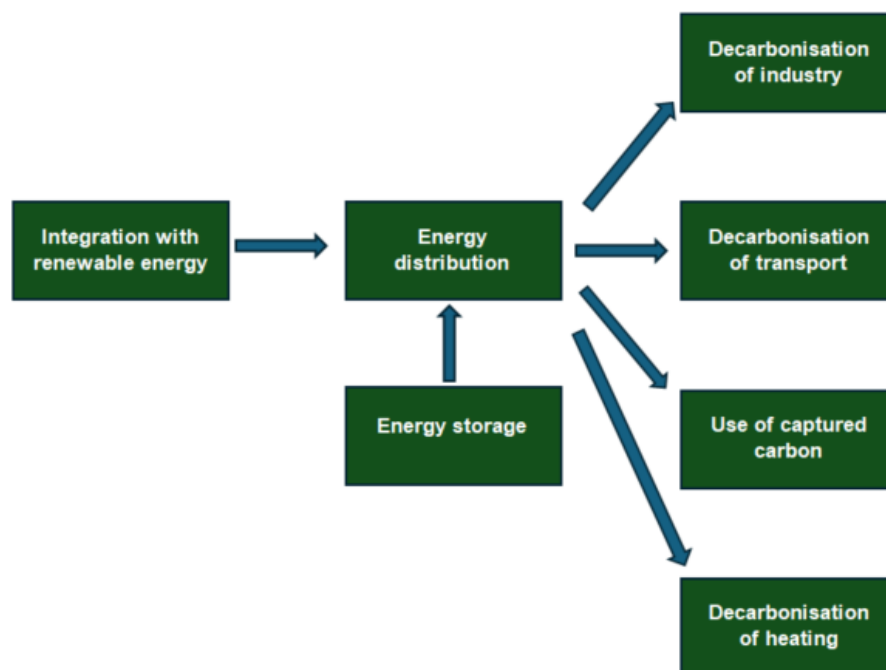 Decarbonisation
of industry
Integration with
renewable energy
Energy
distribution
Decarbonisation
of transport
Energy storage
Use of captured
carbon
Decarbonisation
of heating